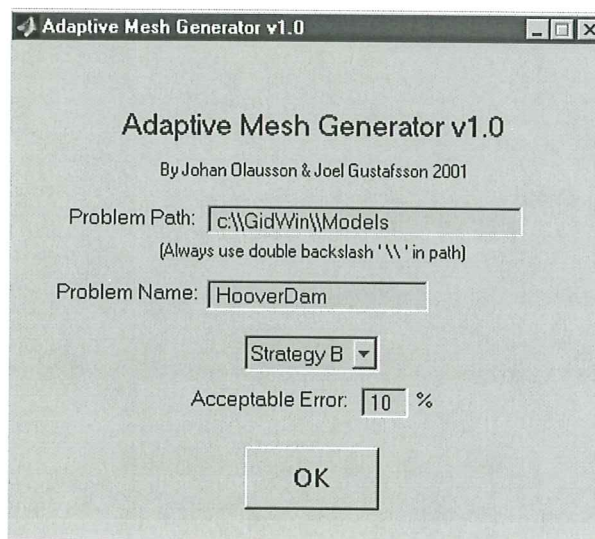 Adaptive Mesh Generator v1.0
Adaptive Mesh Generator v1.0
By Johan Olausson & Joel Gustafsson 2001
Problem Path: c:\\GidWin\\Models
(Always use double backslash ' \\ ' in path)
Problem Name: HooverDam
Strategy B
Acceptable Error: 10 %
OK